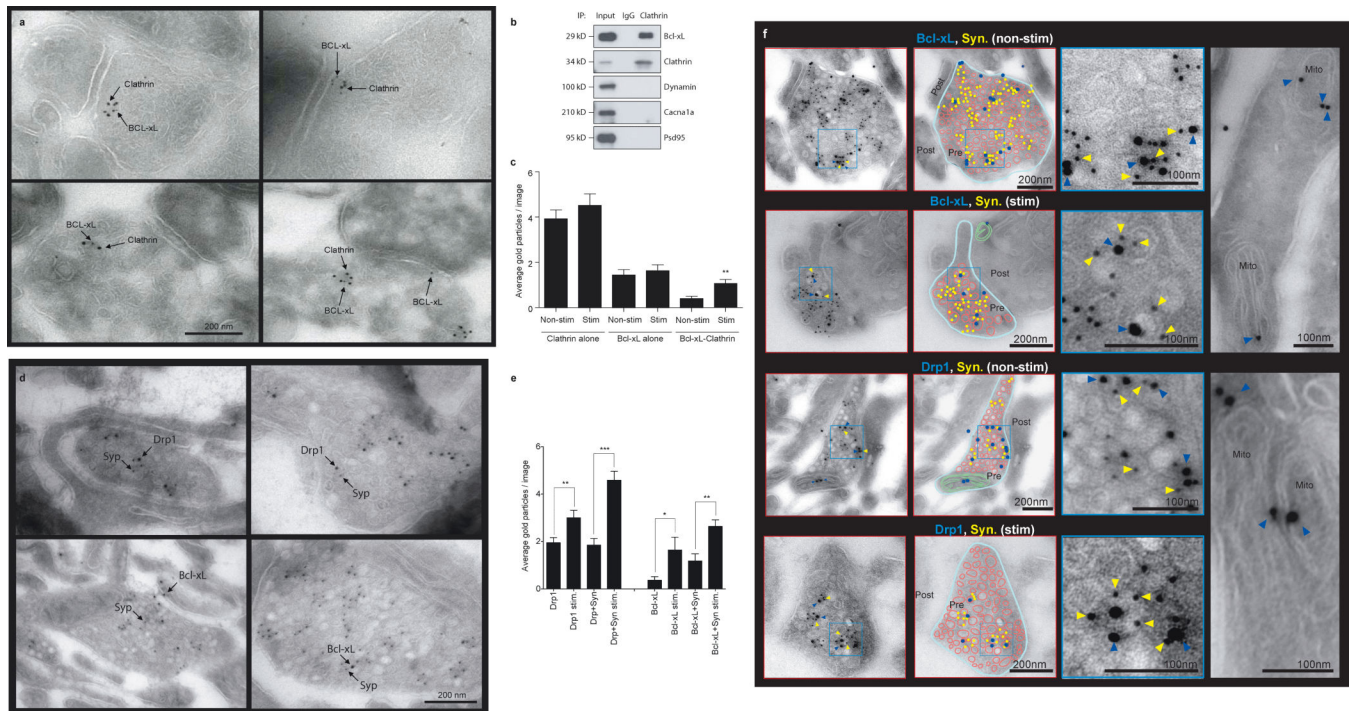 a
Clathrin
BCL-xL
BCL-xL
Clathrin
BCL-xL
Clathrin
Clathrin
BCL-xL
BCL-xL
200 nm
b
IP: Input IgG Clathrin
29 kD Bcl-xL
34 kD Clathrin
100 kD Dynamin
210 kD Cacna1a
95 kD Psd95
c
Average gold particles / image
6
4
2
0
**
Non-stim Stim Non-stim Stim Non-stim Stim
Clathrin alone Bcl-xL alone Bcl-xL-Clathrin
d
Drp1
Syp
Drp1
Syp
Bcl-xL
Syp
Bcl-xL
Syp
200 nm
e
Average gold particles / image
6
4
2
0
** *** * **
Drp1
Drp1 stim.
Drp+Syn
Drp+Syn stim.
Bcl-xL
Bcl-xL stim.
Bcl-xL+Syn
Bcl-xL+Syn stim.
f
Bcl-xL, Syn. (non-stim)
Post
Post
Pre
200nm
100nm
Mito
Bcl-xL, Syn. (stim)
Post
Pre
200nm
100nm
Mito
100nm
Drp1, Syn. (non-stim)
Post
Pre
200nm
100nm
Mito
Mito
Drp1, Syn. (stim)
Post
Pre
200nm
100nm
100nm